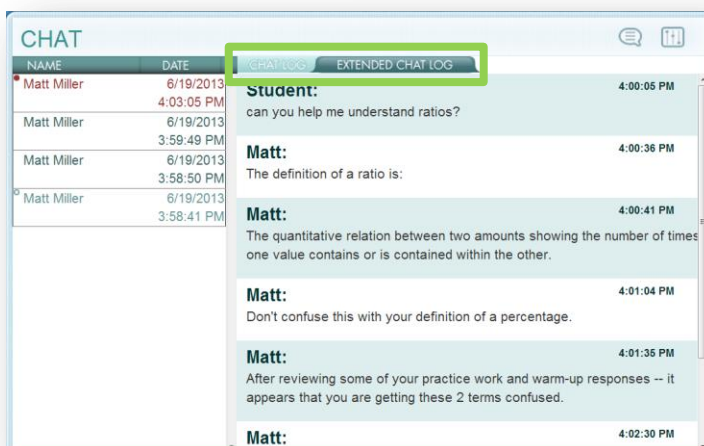 CHAT
NAME DATE
Matt Miller 6/19/2013
4:03:05 PM
Matt Miller 6/19/2013
3:59:49 PM
Matt Miller 6/19/2013
3:58:50 PM
Matt Miller 6/19/2013
3:58:41 PM
CHAT LOG EXTENDED CHAT LOG
Student: 4:00:05 PM
can you help me understand ratios?
Matt: 4:00:36 PM
The definition of a ratio is:
Matt: 4:00:41 PM
The quantitative relation between two amounts showing the number of times
one value contains or is contained within the other.
Matt: 4:01:04 PM
Don't confuse this with your definition of a percentage.
Matt: 4:01:35 PM
After reviewing some of your practice work and warm-up responses -- it
appears that you are getting these 2 terms confused.
Matt: 4:02:30 PM